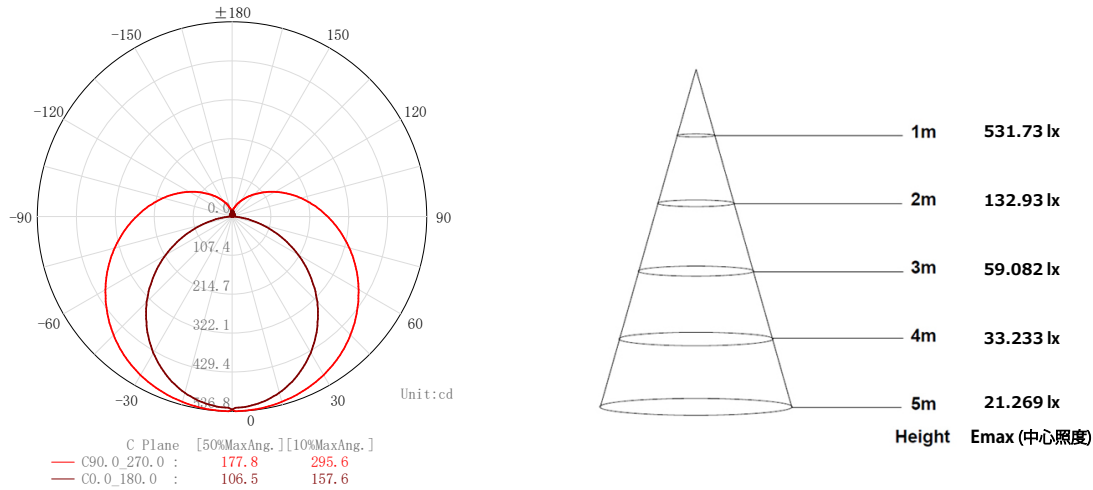 ±180
-150
150
-120
120
-90
90
0.0
107.4
214.7
322.1
429.4
536.8
-60
60
-30
30
0
Unit:cd
C Plane [50%MaxAng.][10%MaxAng.]
C90.0_270.0 : 177.8 295.6
C0.0_180.0 : 106.5 157.6
1m 531.73 lx
2m 132.93 lx
3m 59.082 lx
4m 33.233 lx
5m 21.269 lx
Height Emax (中心照度)